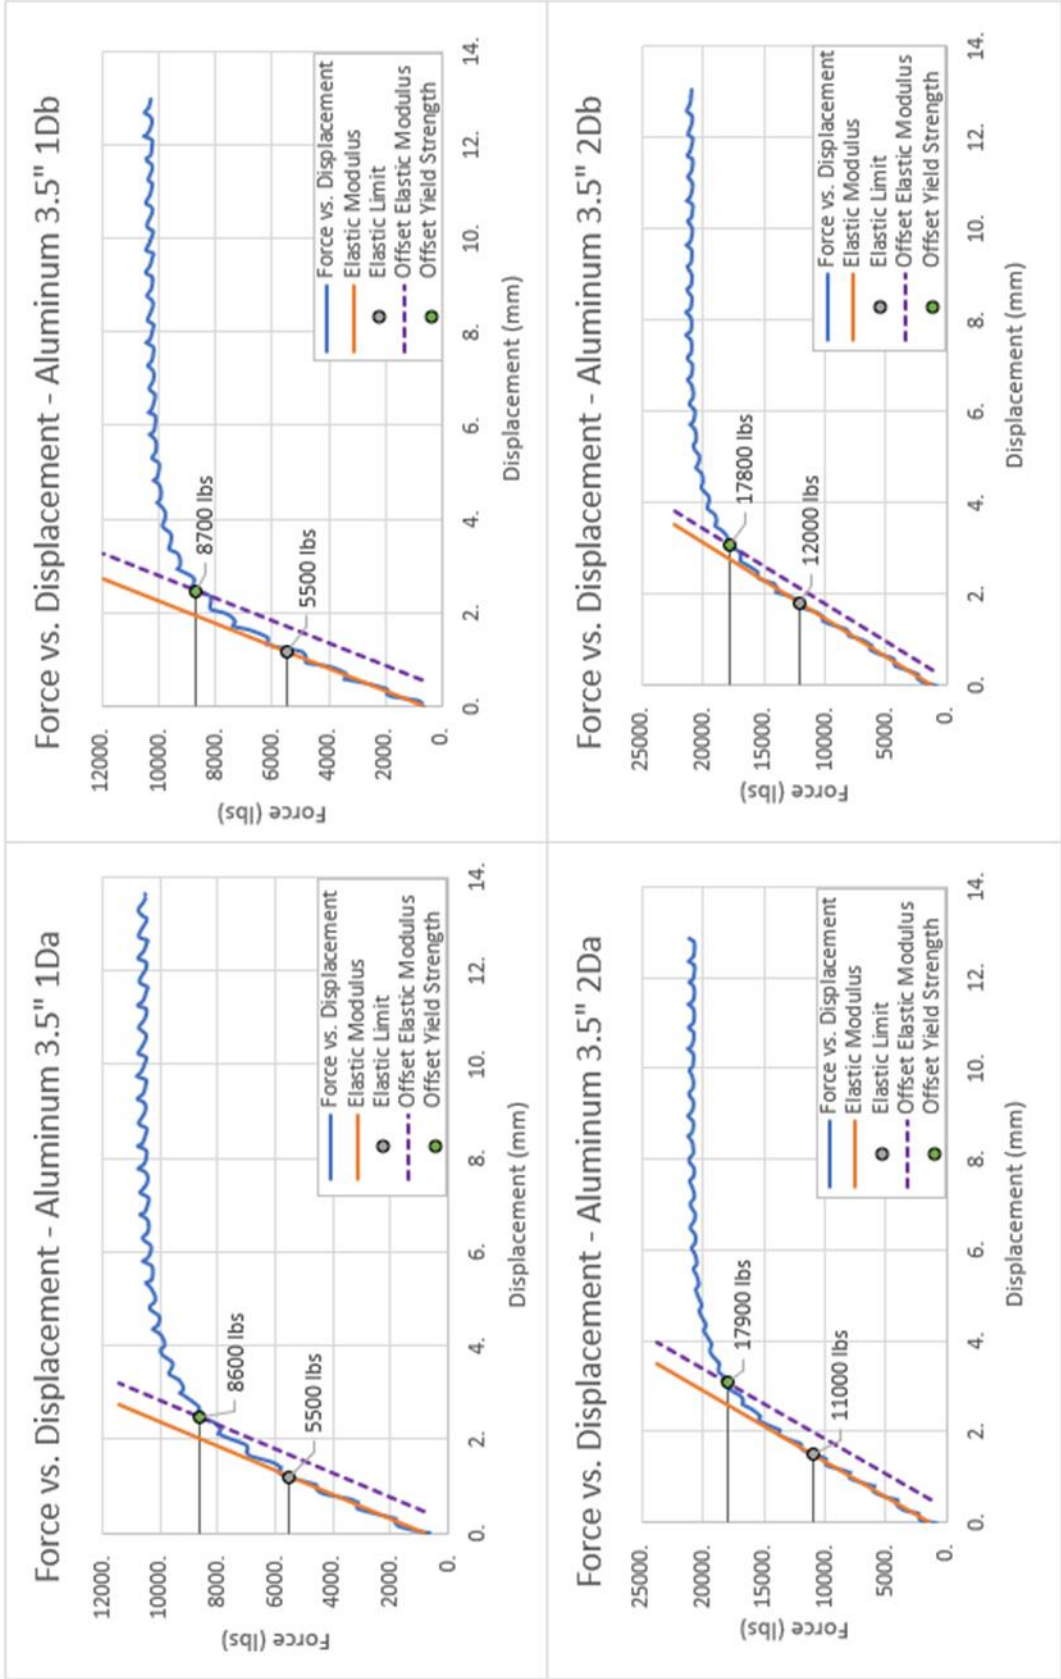 Force vs. Displacement - Aluminum 3.5" 1Da
12000.
10000.
8000.
6000.
4000.
2000.
0.
Force (lbs)
8600 lbs
5500 lbs
Force vs. Displacement
Elastic Modulus
Elastic Limit
Offset Elastic Modulus
Offset Yield Strength
0. 2. 4. 6. 8. 10. 12. 14.
Displacement (mm)
Force vs. Displacement - Aluminum 3.5" 1Db
12000.
10000.
8000.
6000.
4000.
2000.
0.
Force (lbs)
8700 lbs
5500 lbs
Force vs. Displacement
Elastic Modulus
Elastic Limit
Offset Elastic Modulus
Offset Yield Strength
0. 2. 4. 6. 8. 10. 12. 14.
Displacement (mm)
Force vs. Displacement - Aluminum 3.5" 2Da
25000.
20000.
15000.
10000.
5000.
0.
Force (lbs)
17900 lbs
11000 lbs
Force vs. Displacement
Elastic Modulus
Elastic Limit
Offset Elastic Modulus
Offset Yield Strength
0. 2. 4. 6. 8. 10. 12. 14.
Displacement (mm)
Force vs. Displacement - Aluminum 3.5" 2Db
25000.
20000.
15000.
10000.
5000.
0.
Force (lbs)
17800 lbs
12000 lbs
Force vs. Displacement
Elastic Modulus
Elastic Limit
Offset Elastic Modulus
Offset Yield Strength
0. 2. 4. 6. 8. 10. 12. 14.
Displacement (mm)